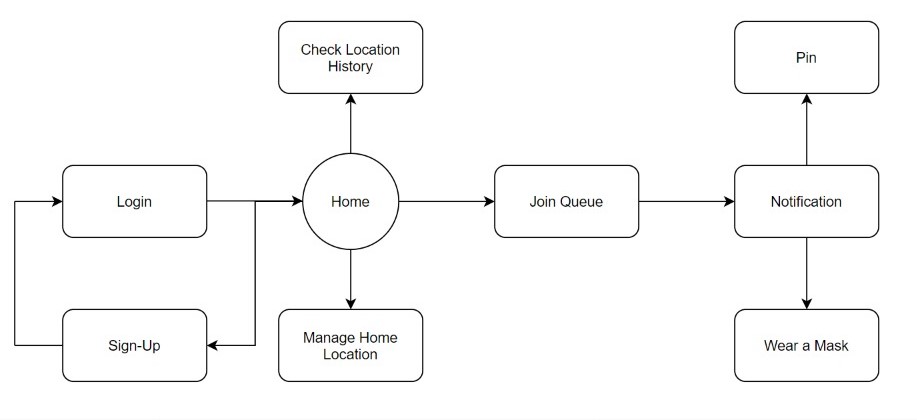 Check Location
History
Pin
Login
Home
Join Queue
Notification
Sign-Up
Manage Home
Location
Wear a Mask